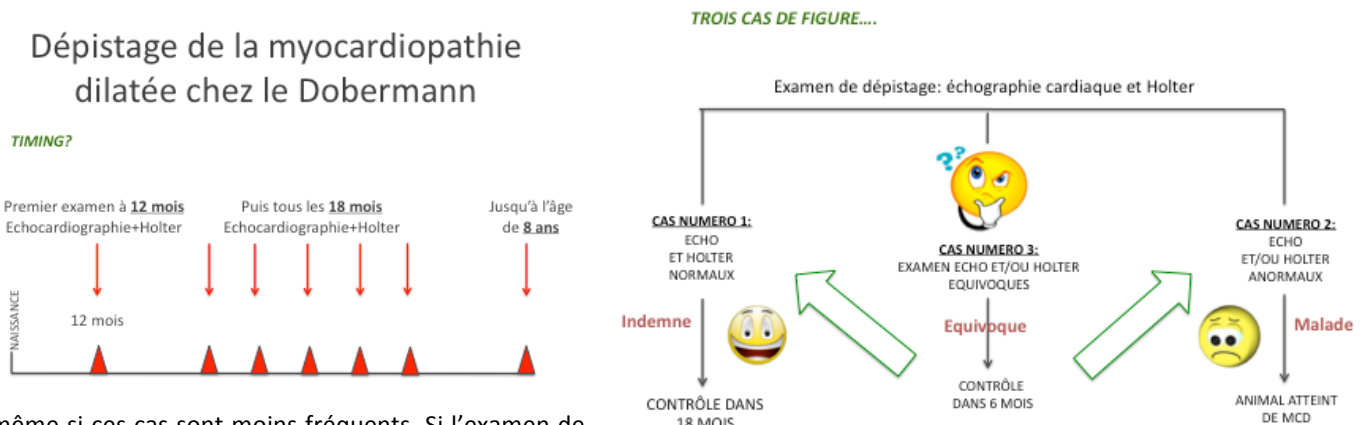 Dépistage de la myocardiopathie
dilatée chez le Dobermann
TIMING?
Premier examen à 12 mois
Echocardiographie+Holter
Puis tous les 18 mois
Echocardiographie+Holter
Jusqu'à l'âge
de 8 ans
NAISSANCE
12 mois
même si ces cas sont moins fréquents. Si l'examen de
TROIS CAS DE FIGURE....
Examen de dépistage: échographie cardiaque et Holter
??
CAS NUMERO 1:
ECHO
ET HOLTER
NORMAUX
Indemne
CONTRÔLE DANS
18 MOIS
CAS NUMERO 3:
EXAMEN ECHO ET/OU HOLTER
EQUIVOQUES
Equivoque
CONTRÔLE
DANS 6 MOIS
CAS NUMERO 2:
ECHO
ET/OU HOLTER
ANORMAUX
Malade
ANIMAL ATTEINT
DE MCD